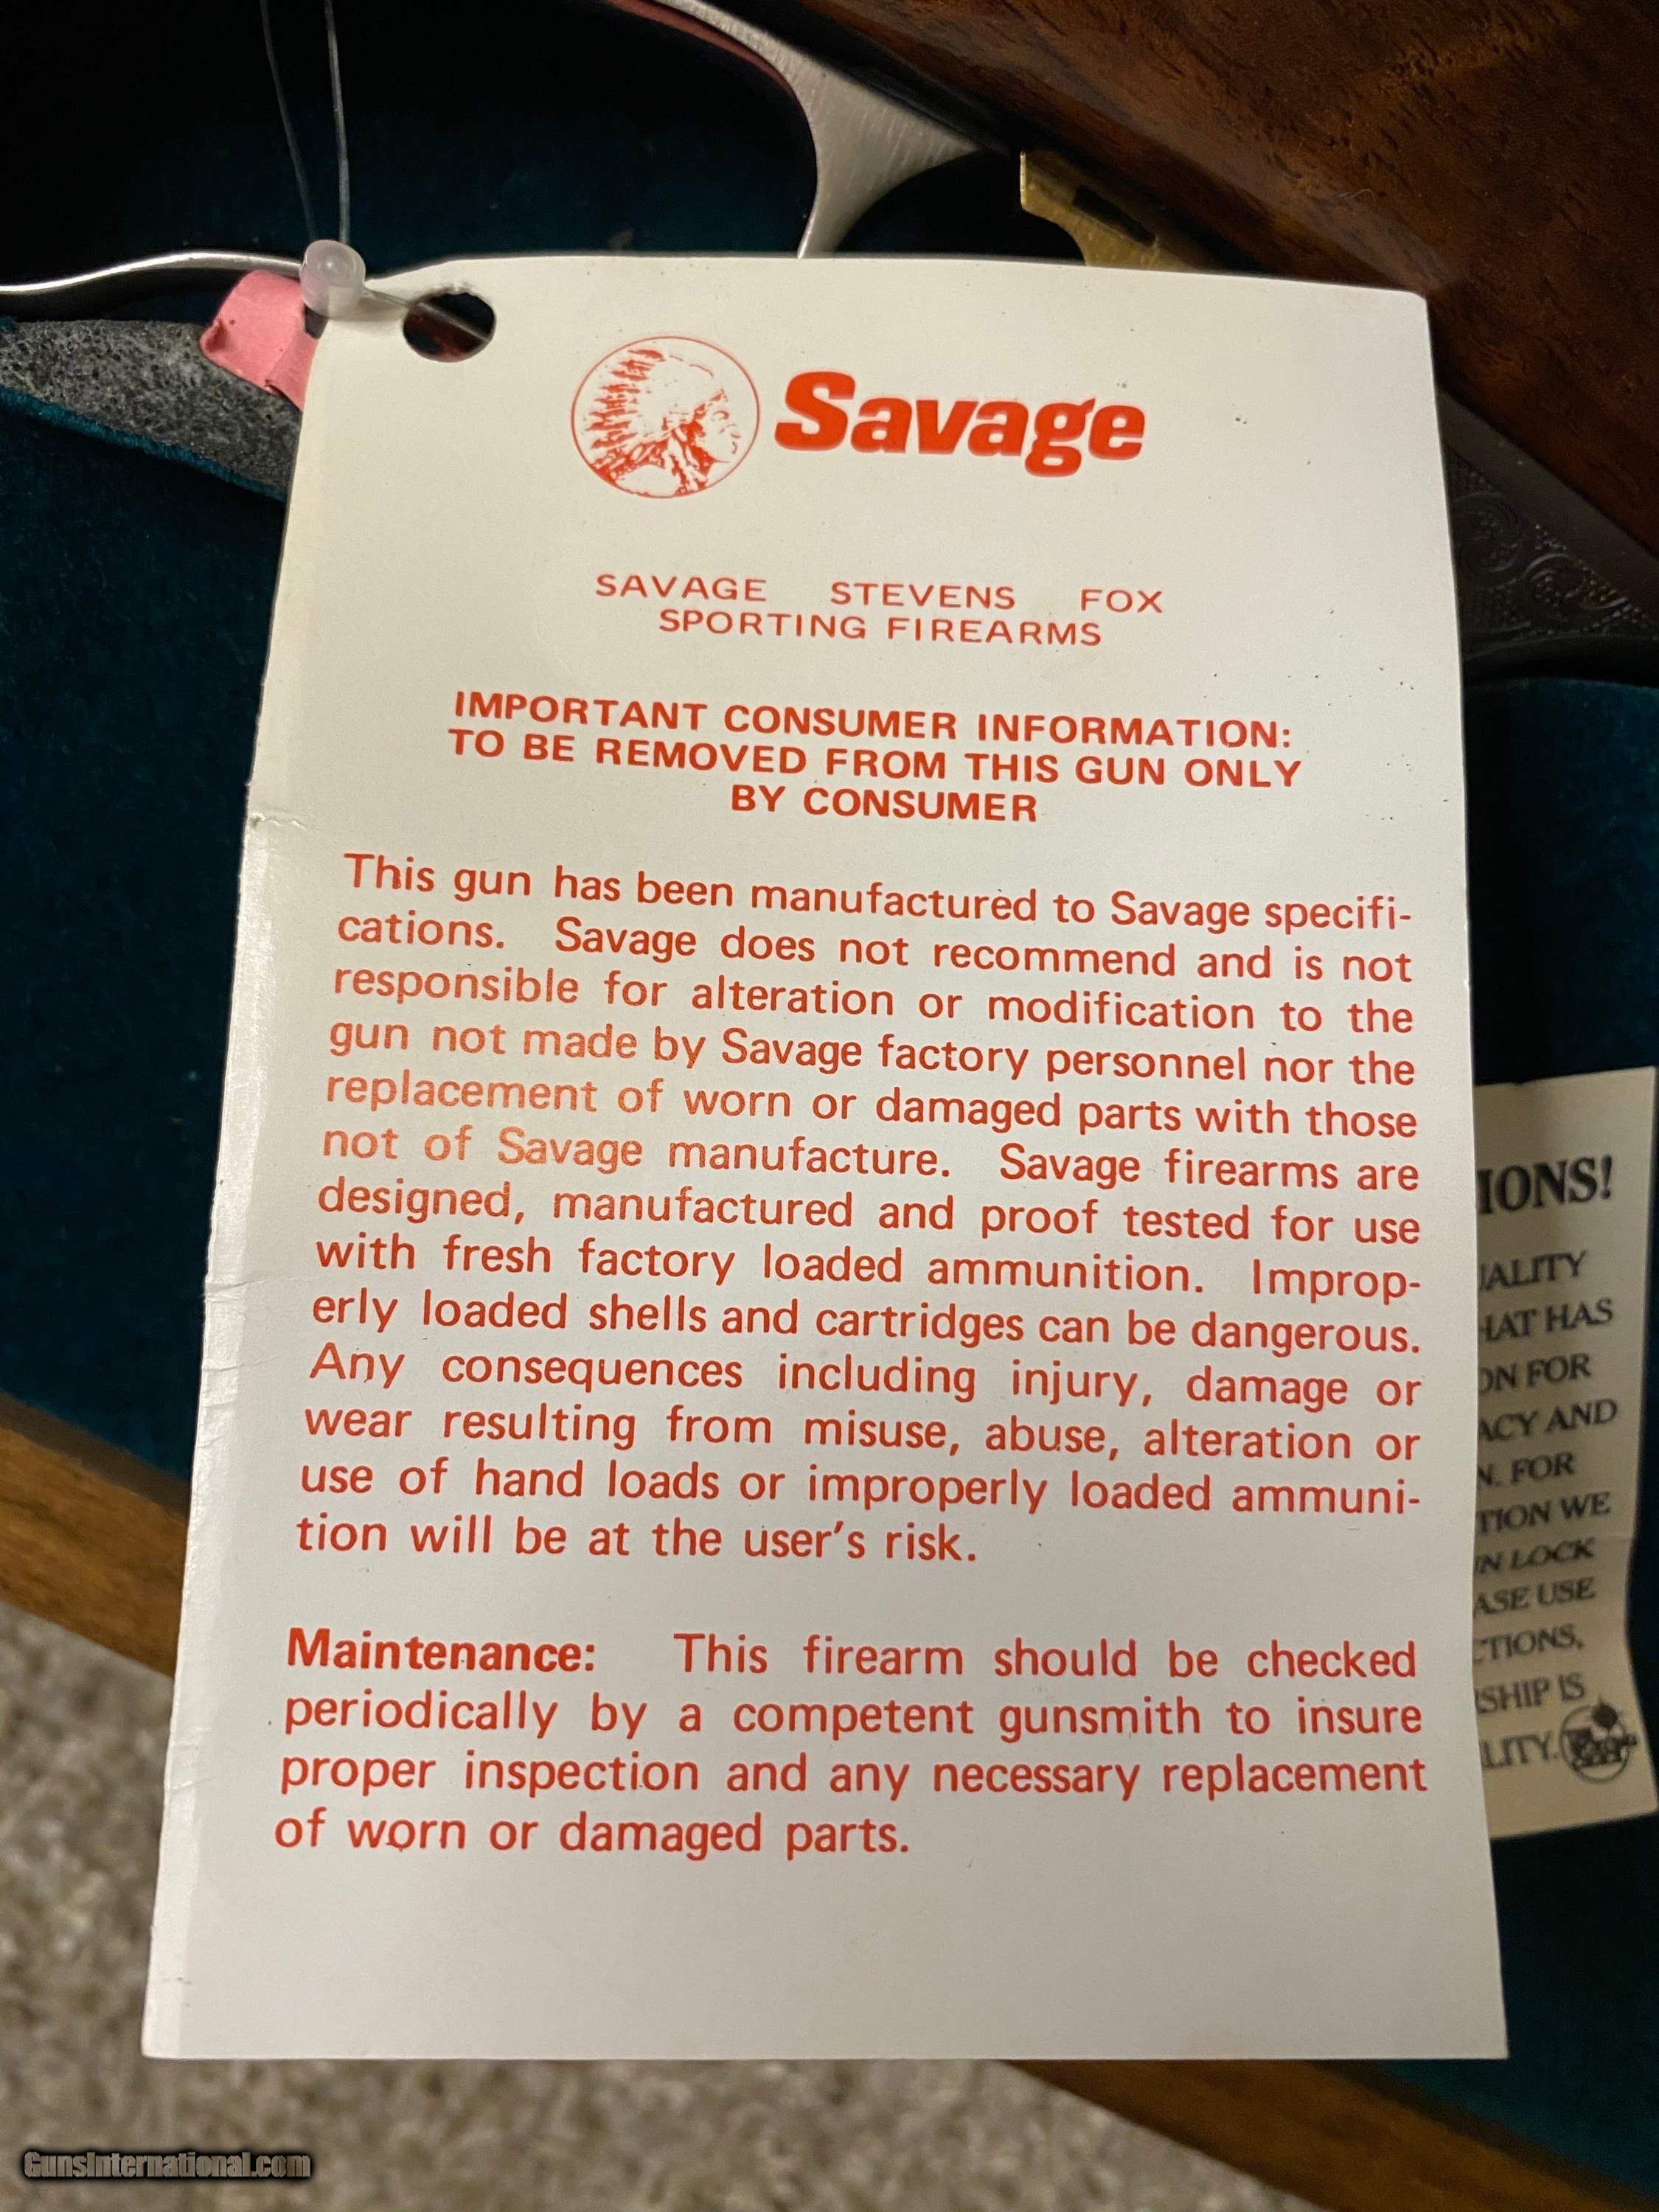 Savage
SAVAGE STEVENS FOX
SPORTING FIREARMS
IMPORTANT CONSUMER INFORMATION:
TO BE REMOVED FROM THIS GUN ONLY
BY CONSUMER
This gun has been manufactured to Savage specifi-
cations. Savage does not recommend and is not
responsible for alteration or modification to the
gun not made by Savage factory personnel nor the
replacement of worn or damaged parts with those
not of Savage manufacture. Savage firearms are
designed, manufactured and proof tested for use
with fresh factory loaded ammunition. Improp-
erly loaded shells and cartridges can be dangerous.
Any consequences including injury, damage or
wear resulting from misuse, abuse, alteration or
use of hand loads or improperly loaded ammuni-
tion will be at the user's risk.
Maintenance: This firearm should be checked
periodically by a competent gunsmith to insure
proper inspection and any necessary replacement
of worn or damaged parts.
IONS!
ALITY
HAT HAS
ON FOR
ACY AND
N. FOR
TION WE
N LOCK
ASE USE
CTIONS,
SHIP IS
LITY.
GunsInternational.com